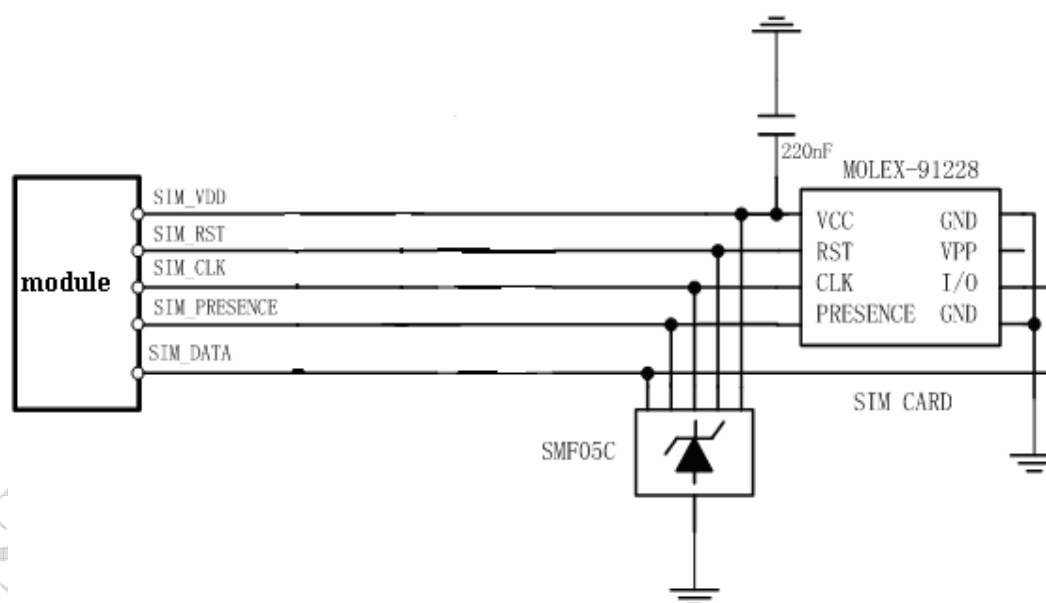 220nF
MOLEX-91228
SIM_VDD
VCC GND
SIM_RST
RST VPP
SIM_CLK
CLK I/O
module
SIM_PRESENCE
PRESENCE GND
SIM_DATA
SIM CARD
SMF05C